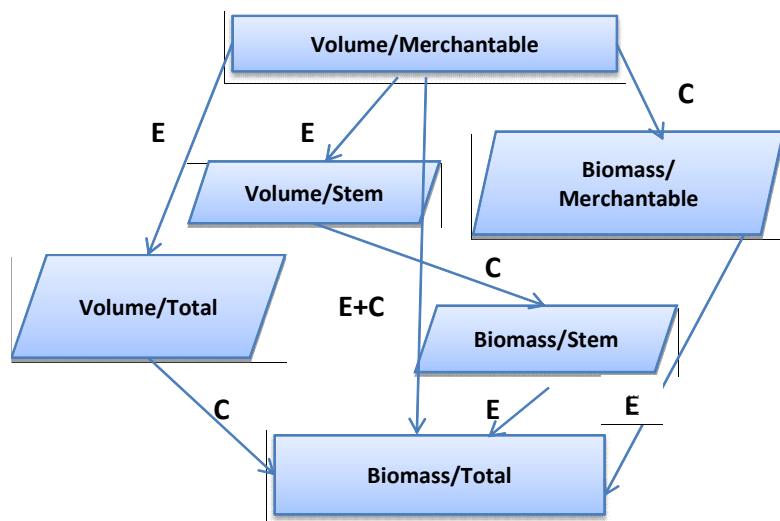 Volume/Merchantable
C
E
E
Biomass/
Merchantable
Volume/Stem
C
Volume/Total
E+C
Biomass/Stem
C
E
E
Biomass/Total